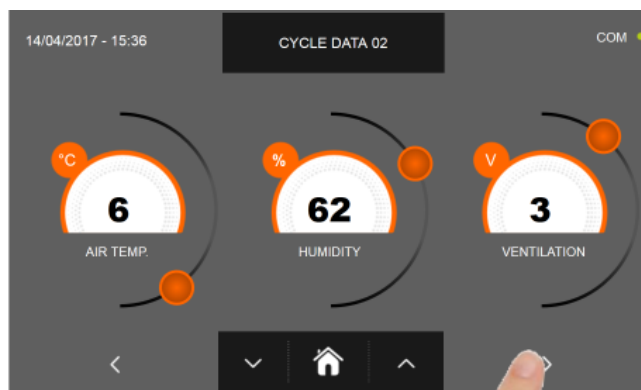 14/04/2017 - 15:36
CYCLE DATA 02
COM
°C
%
V
6
62
3
AIR TEMP.
HUMIDITY
VENTILATION